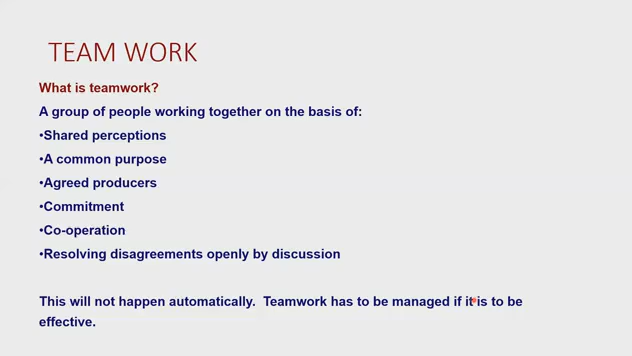 TEAM WORK
What is teamwork?
A group of people working together on the basis of:
•Shared perceptions
•A common purpose
•Agreed producers
•Commitment
•Co-operation
•Resolving disagreements openly by discussion
This will not happen automatically.  Teamwork has to be managed if it is to be
effective.